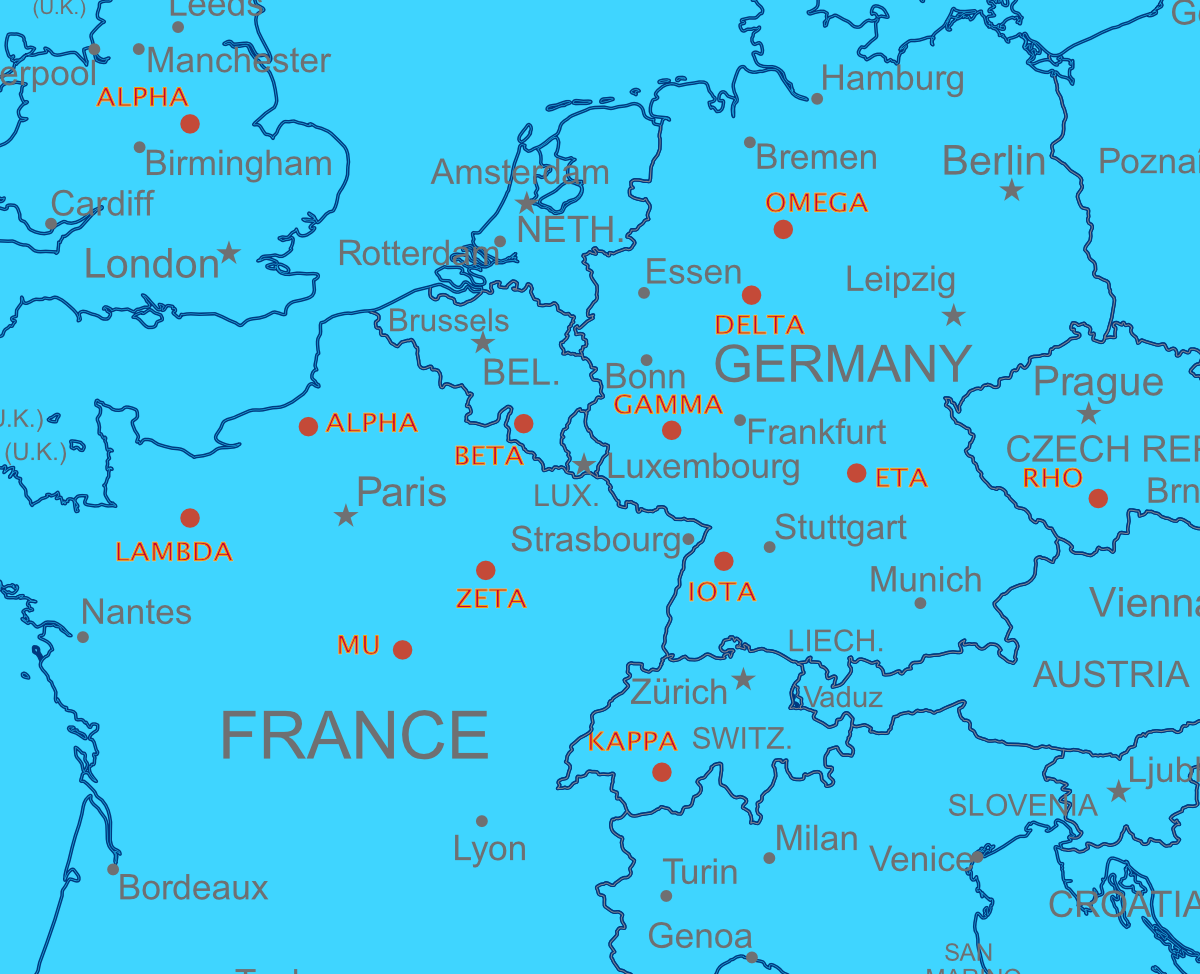 (U.K.)
Leeds
Manchester
erpool
ALPHA
Birmingham
Cardiff
London
Hamburg
Bremen
Berlin
Poznai
Amsterdam
NETH.
OMEGA
Rotterdam
Essen
Leipzig
DELTA
Brussels
BEL.
Bonn
GERMANY
Prague
GAMMA
U.K.)
(U.K.)
ALPHA
BETA
Frankfurt
CZECH REP
Luxembourg
LUX.
ETA
RHO
Brn
Paris
LAMBDA
Strasbourg
Stuttgart
ZETA
IOTA
Munich
Vienna
Nantes
MU
LIECH.
AUSTRIA
Zürich
Vaduz
FRANCE
KAPPA
SWITZ.
Ljubl
SLOVENIA
Lyon
Milan
Venice
Turin
Bordeaux
CROATIA
Genoa
SAN
MARINO